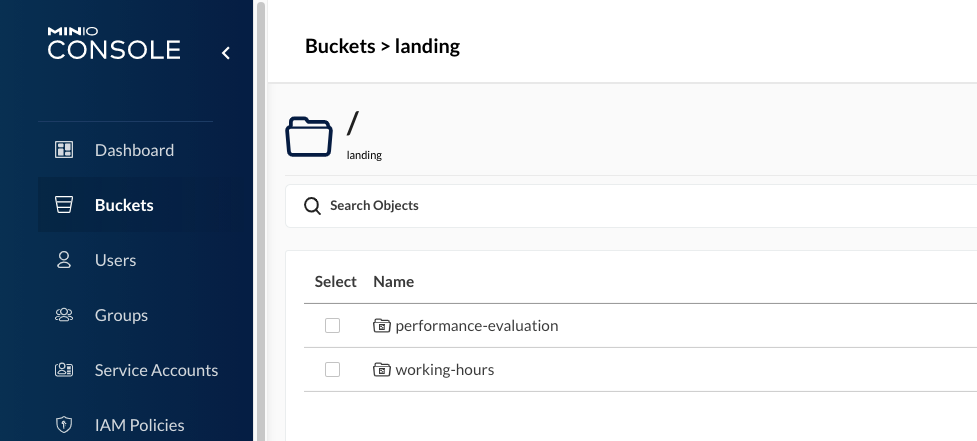 MINIO
CONSOLE
Dashboard
Buckets
Users
Groups
Service Accounts
IAM Policies
Buckets > landing
/
landing
Search Objects
Select Name
performance-evaluation
working-hours